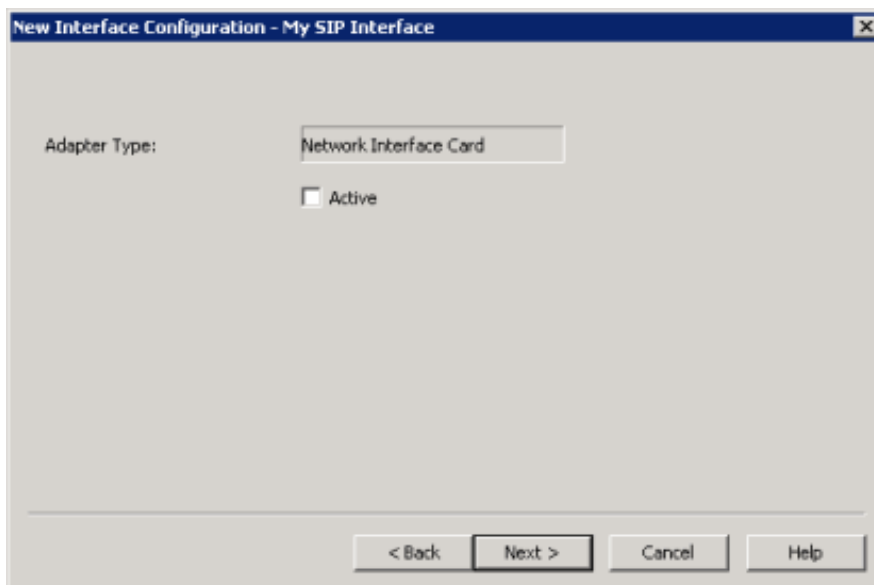 New Interface Configuration - My SIP Interface
Adapter Type: Network Interface Card
Active
< Back Next > Cancel Help